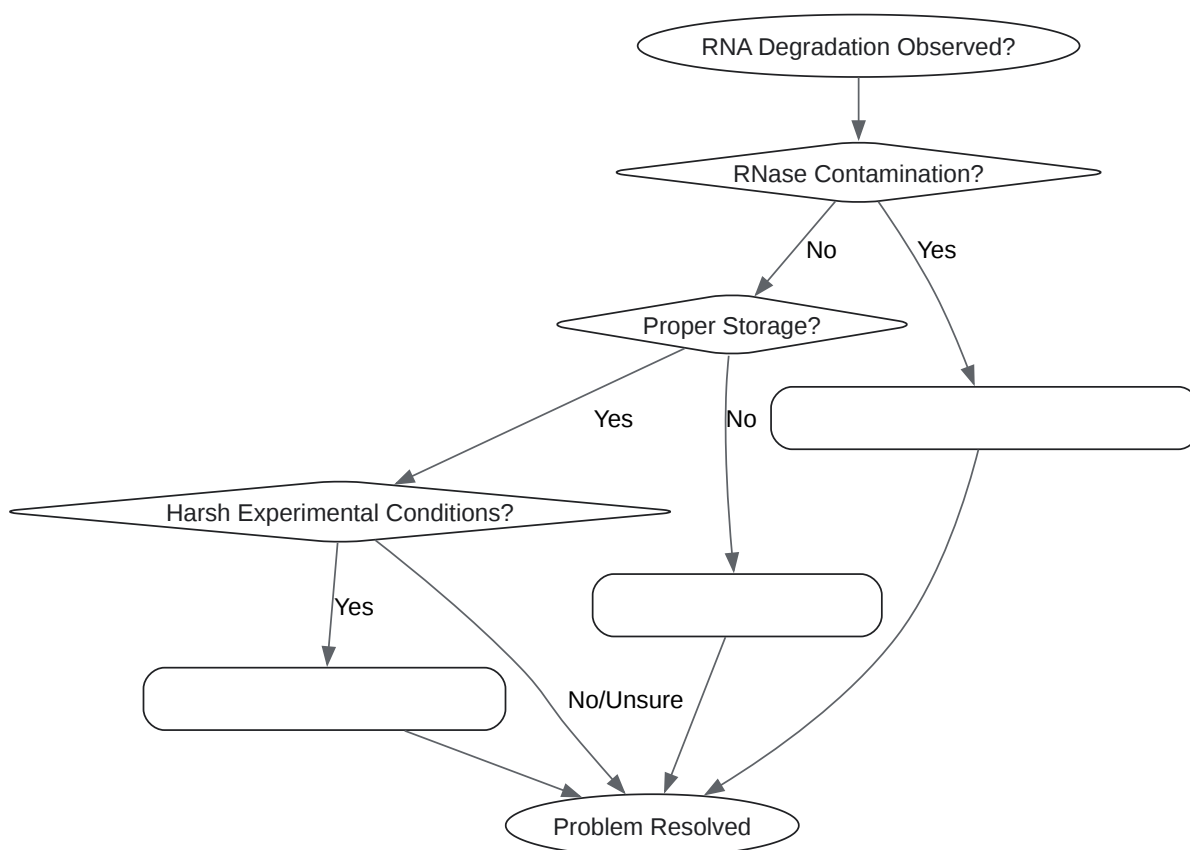 RNA Degradation Observed?
RNase Contamination?
No
Yes
Proper Storage?
Yes
No
Harsh Experimental Conditions?
Yes
No/Unsure
Problem Resolved